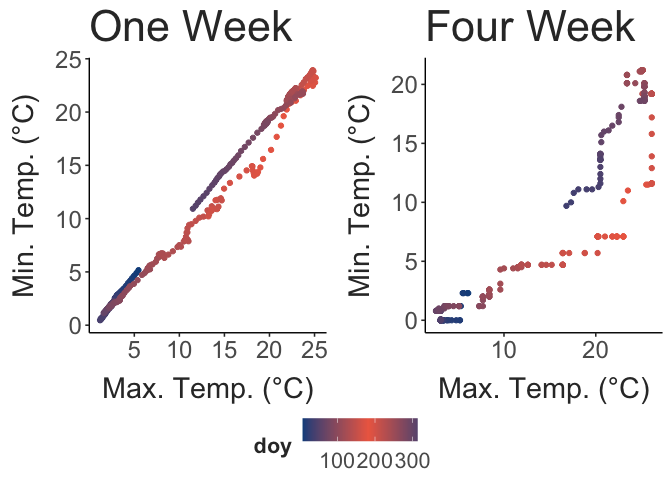 One Week
Four Week
25
20
15
10
5
0
Min. Temp. (°C)
5 10 15 20 25
Max. Temp. (°C)
20
15
10
5
0
Min. Temp. (°C)
10 20
Max. Temp. (°C)
doy
100200300